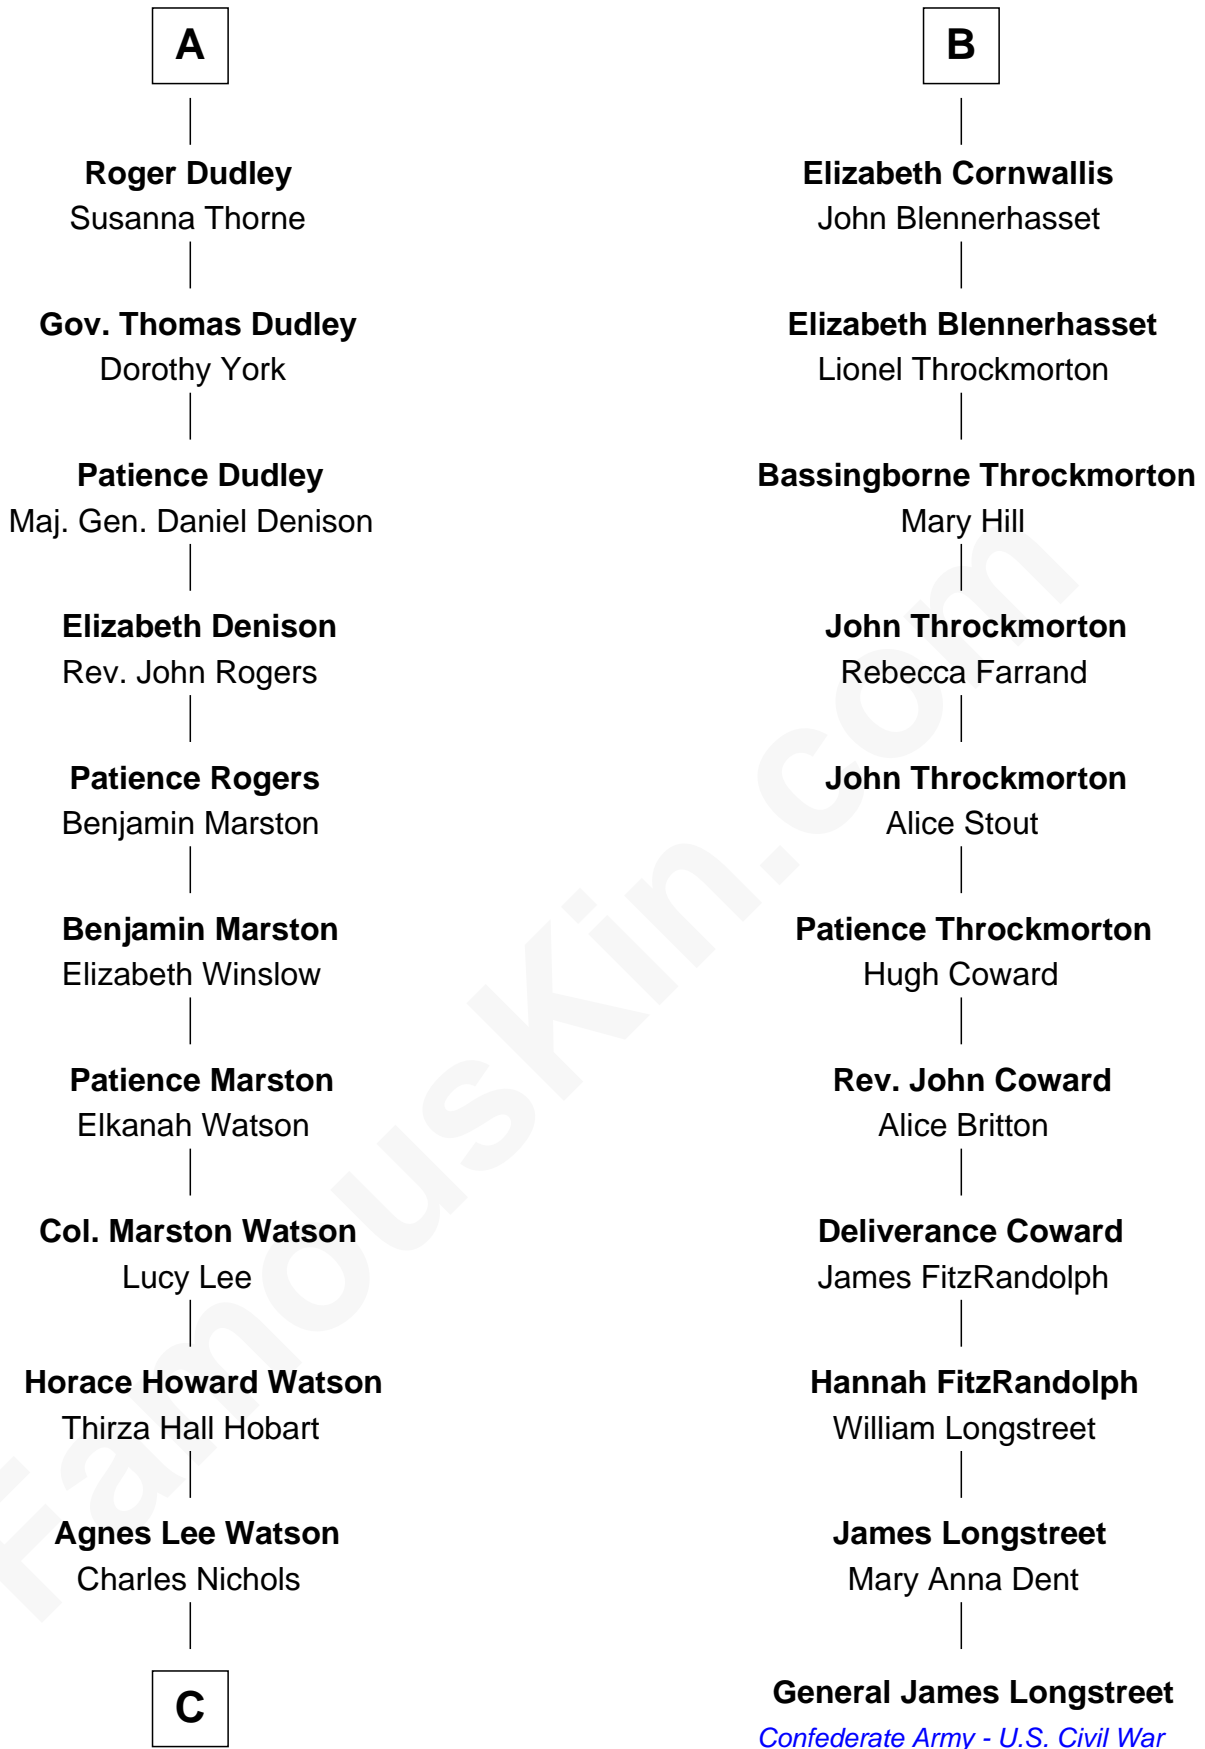 A
Roger Dudley
Susanna Thorne
Gov. Thomas Dudley
Dorothy York
Patience Dudley
Maj. Gen. Daniel Denison
Elizabeth Denison
Rev. John Rogers
Patience Rogers
Benjamin Marston
Benjamin Marston
Elizabeth Winslow
Patience Marston
Elkanah Watson
Col. Marston Watson
Lucy Lee
Horace Howard Watson
Thirza Hall Hobart
Agnes Lee Watson
Charles Nichols
C
B
Elizabeth Cornwallis
John Blennerhasset
Elizabeth Blennerhasset
Lionel Throckmorton
Bassingborne Throckmorton
Mary Hill
John Throckmorton
Rebecca Farrand
John Throckmorton
Alice Stout
Patience Throckmorton
Hugh Coward
Rev. John Coward
Alice Britton
Deliverance Coward
James FitzRandolph
Hannah FitzRandolph
William Longstreet
James Longstreet
Mary Anna Dent
General James Longstreet
Confederate Army - U.S. Civil War
FamousKin.com